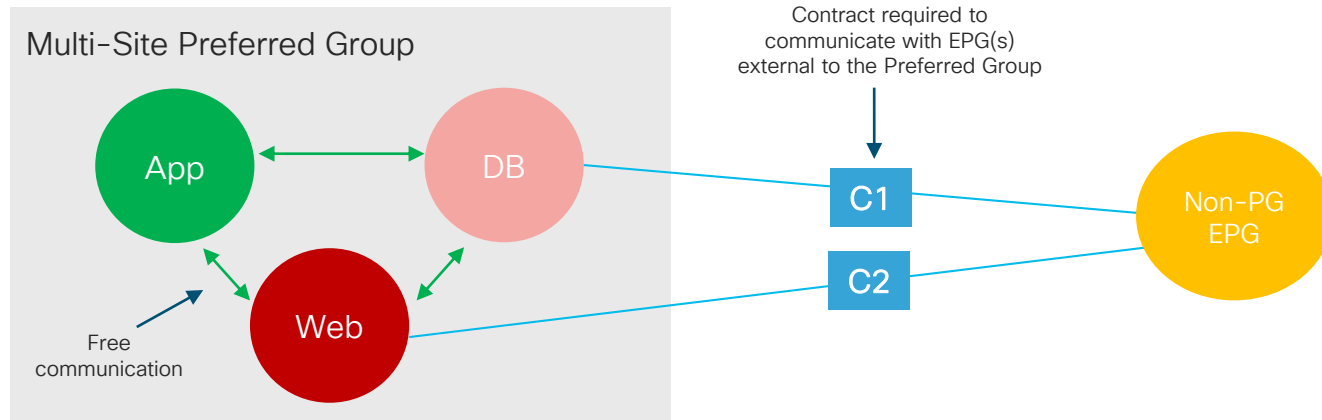 Contract required to
communicate with EPG(s)
external to the Preferred Group
Multi-Site Preferred Group
App
DB
C1
Non-PG
EPG
C2
Web
Free
communication